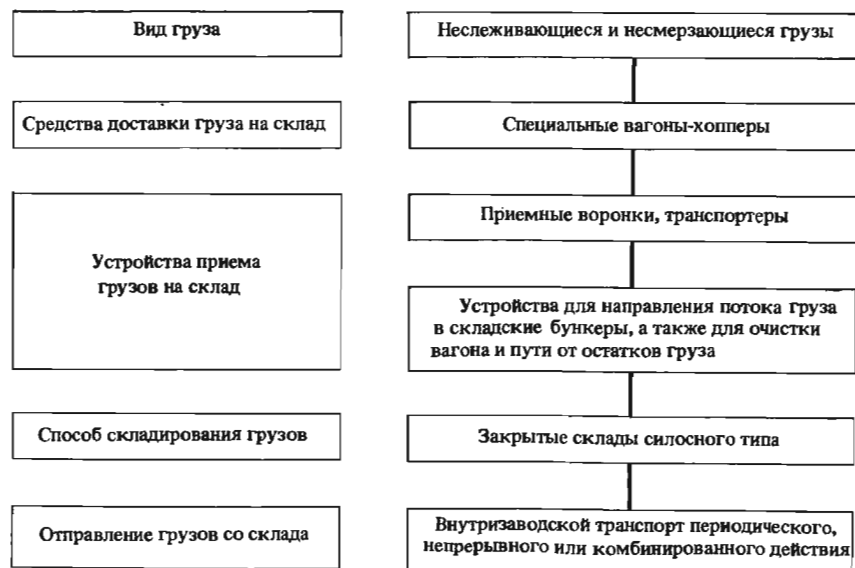 Вид груза
Неслеживающиеся и несмерзающиеся грузы
Средства доставки груза на склад
Специальные вагоны-хопперы
Устройства приема
грузов на склад
Приемные воронки, транспортеры
Устройства для направления потока груза
в складские бункеры, а также для очистки
вагона и пути от остатков груза
Способ складирования грузов
Закрытые склады силосного типа
Отправление грузов со склада
Внутризаводской транспорт периодического,
непрерывного или комбинированного действия